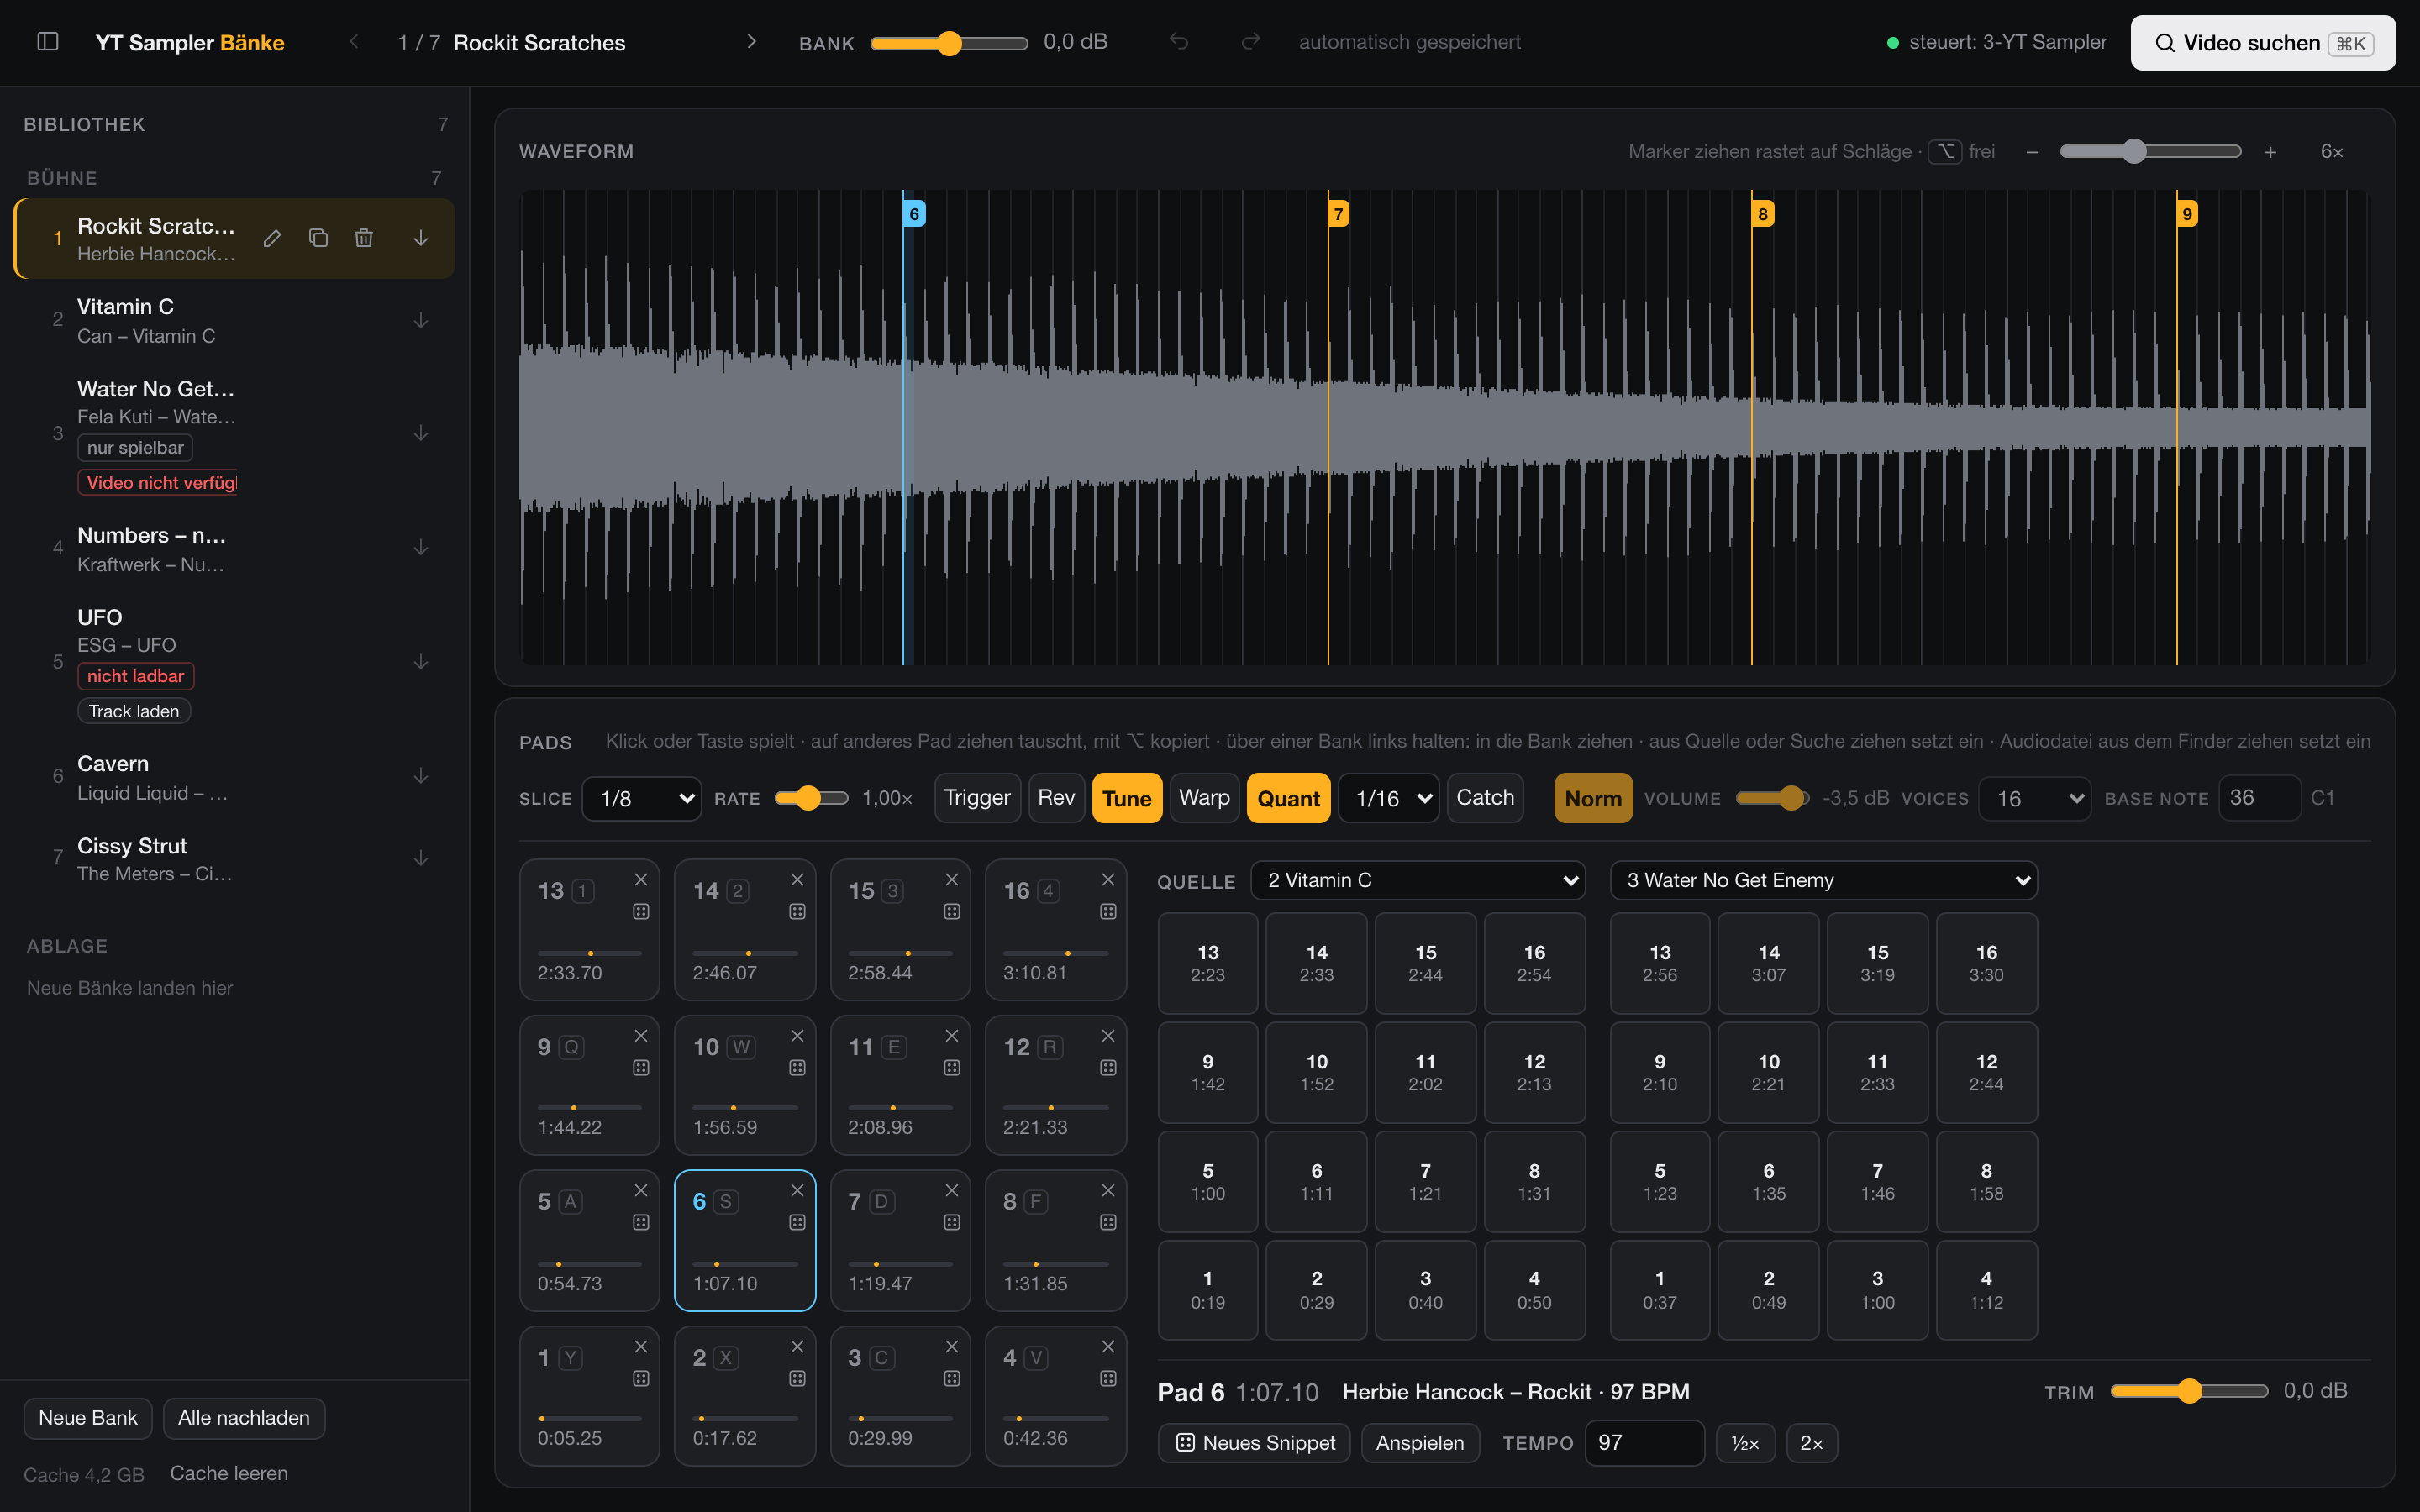 YT Sampler Bänke 1 / 7 Rockit Scratches BANK 0,0 dB automatisch gespeichert steuert: 3-YT Sampler Video suchen ⌘K
BIBLIOTHEK 7
BÜHNE 7
1 Rockit Scratc…
Herbie Hancock…
2 Vitamin C
Can – Vitamin C
3 Water No Get…
Fela Kuti – Wate…
nur spielbar
Video nicht verfügl
4 Numbers – n…
Kraftwerk – Nu…
5 UFO
ESG – UFO
nicht ladbar
Track laden
6 Cavern
Liquid Liquid – …
7 Cissy Strut
The Meters – Ci…
ABLAGE
Neue Bänke landen hier
Neue Bank Alle nachladen
Cache 4,2 GB Cache leeren
WAVEFORM Marker ziehen rastet auf Schläge · ⌥ frei − + 6×
6 7 8 9
PADS Klick oder Taste spielt · auf anderes Pad ziehen tauscht, mit ⌥ kopiert · über einer Bank links halten: in die Bank ziehen · aus Quelle oder Suche ziehen setzt ein · Audiodatei aus dem Finder ziehen setzt ein
SLICE 1/8 RATE 1,00× Trigger Rev Tune Warp Quant 1/16 Catch Norm VOLUME -3,5 dB VOICES 16 BASE NOTE 36 C1
13 1 14 2 15 3 16 4
2:33.70 2:46.07 2:58.44 3:10.81
9 Q 10 W 11 E 12 R
1:44.22 1:56.59 2:08.96 2:21.33
5 A 6 S 7 D 8 F
0:54.73 1:07.10 1:19.47 1:31.85
1 Y 2 X 3 C 4 V
0:05.25 0:17.62 0:29.99 0:42.36
QUELLE 2 Vitamin C 3 Water No Get Enemy
13 14 15 16 13 14 15 16
2:23 2:33 2:44 2:54 2:56 3:07 3:19 3:30
9 10 11 12 9 10 11 12
1:42 1:52 2:02 2:13 2:10 2:21 2:33 2:44
5 6 7 8 5 6 7 8
1:00 1:11 1:21 1:31 1:23 1:35 1:46 1:58
1 2 3 4 1 2 3 4
0:19 0:29 0:40 0:50 0:37 0:49 1:00 1:12
Pad 6 1:07.10 Herbie Hancock – Rockit · 97 BPM TRIM 0,0 dB
Neues Snippet Anspielen TEMPO 97 ½× 2×